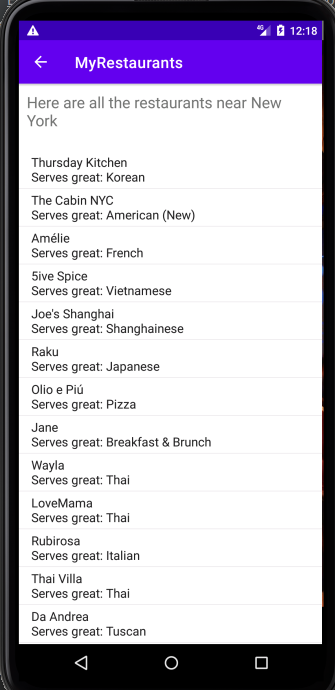 4G 12:18
MyRestaurants
Here are all the restaurants near New
York
Thursday Kitchen
Serves great: Korean
The Cabin NYC
Serves great: American (New)
Amélie
Serves great: French
5ive Spice
Serves great: Vietnamese
Joe's Shanghai
Serves great: Shanghainese
Raku
Serves great: Japanese
Olio e Piú
Serves great: Pizza
Jane
Serves great: Breakfast & Brunch
Wayla
Serves great: Thai
LoveMama
Serves great: Thai
Rubirosa
Serves great: Italian
Thai Villa
Serves great: Thai
Da Andrea
Serves great: Tuscan